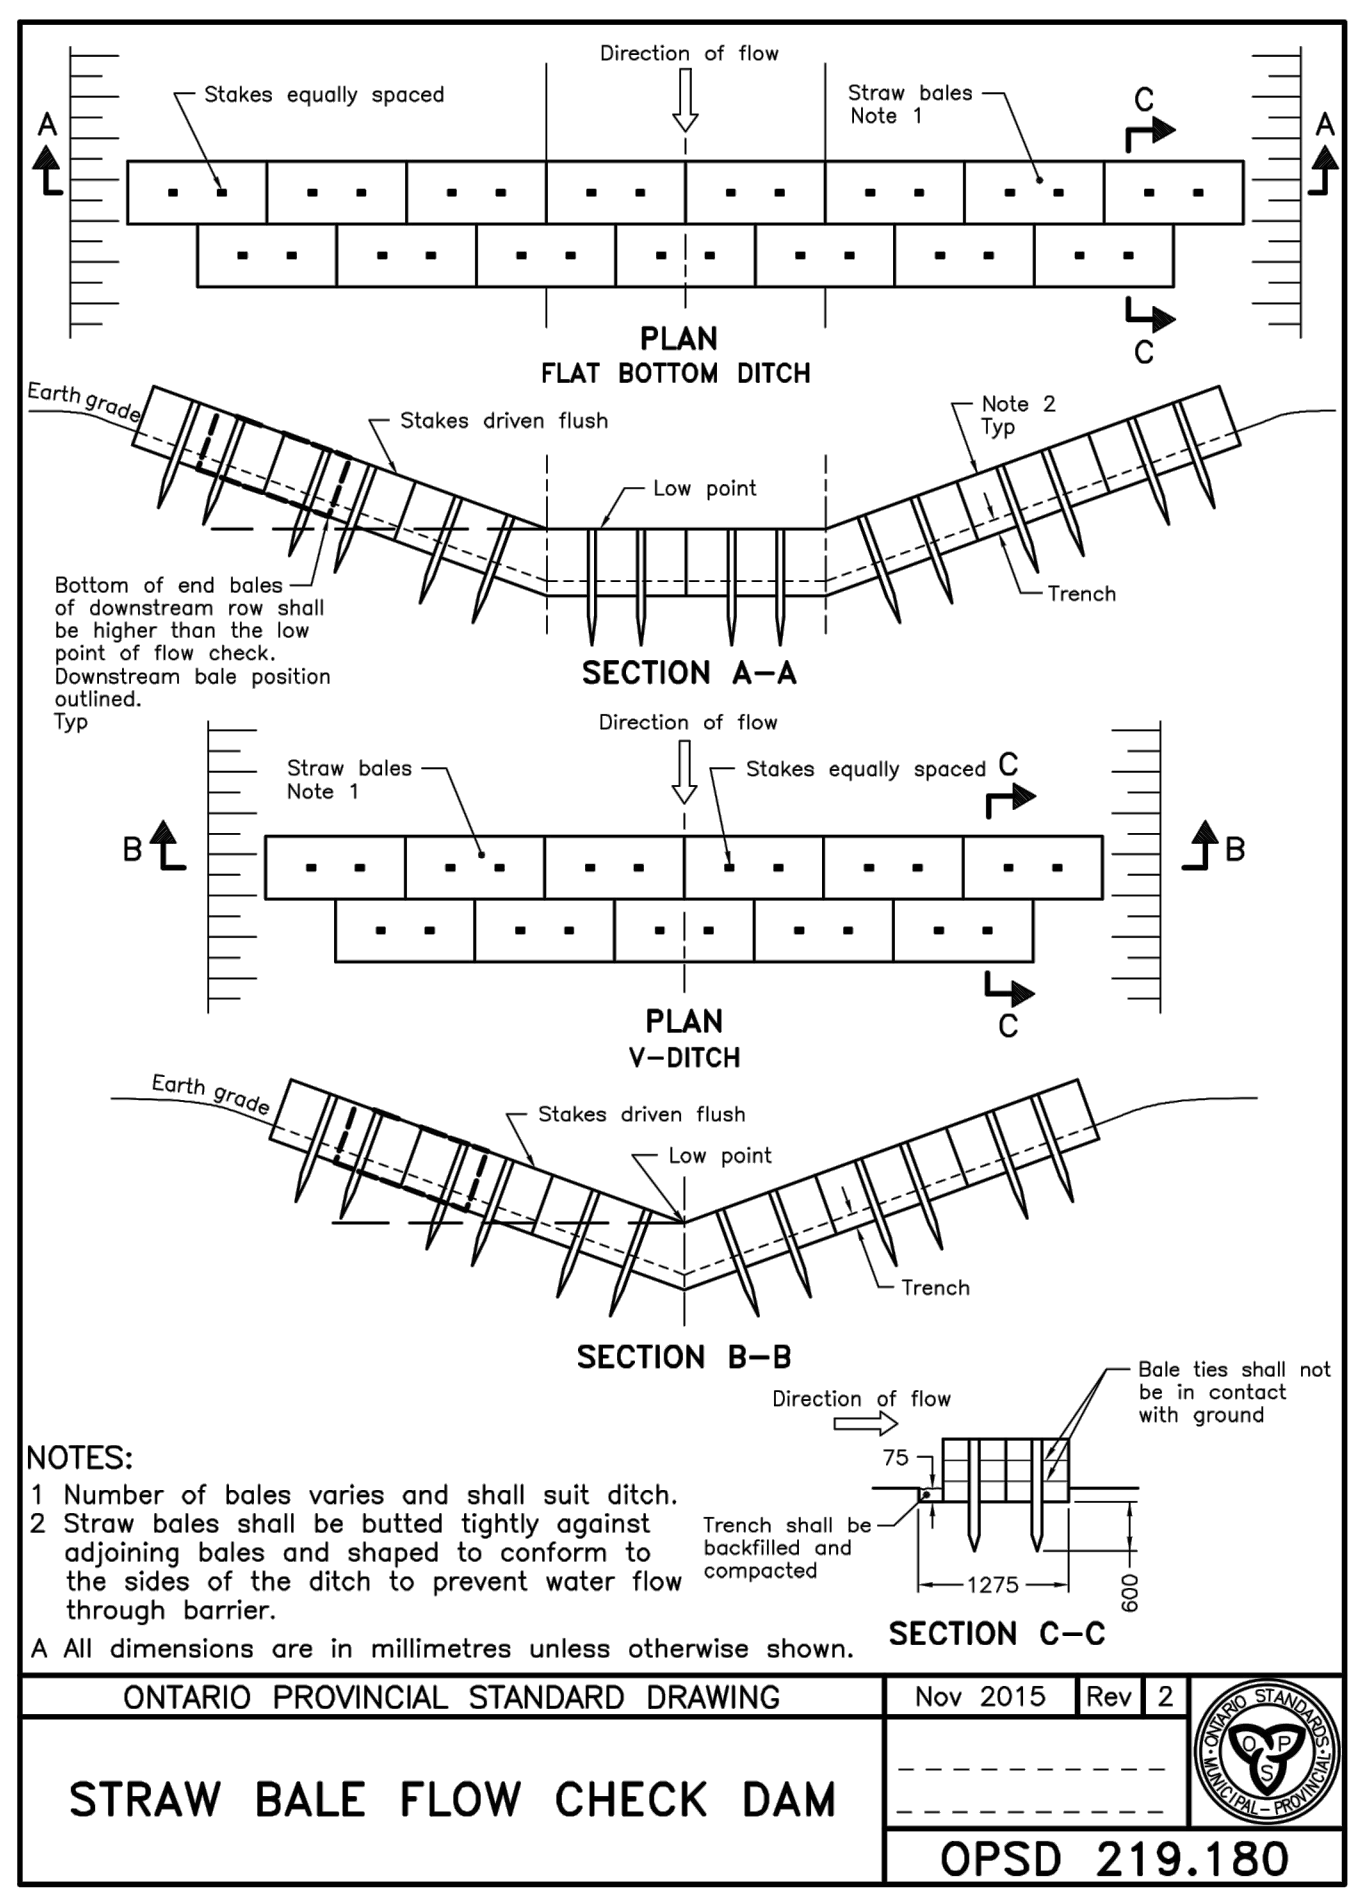 Direction of flow
Stakes equally spaced
Straw bales
Note 1
C
A
A
C
PLAN
FLAT BOTTOM DITCH
Earth grade
Stakes driven flush
Note 2
Typ
Low point
Bottom of end bales
of downstream row shall
be higher than the low
point of flow check.
Downstream bale position
outlined.
Typ
Trench
SECTION A-A
Direction of flow
Straw bales
Note 1
Stakes equally spaced
C
B
B
C
PLAN
V-DITCH
Earth grade
Stakes driven flush
Low point
Trench
SECTION B-B
Bale ties shall not
be in contact
with ground
Direction of flow
75
Trench shall be
backfilled and
compacted
1275
600
SECTION C-C
NOTES:
1 Number of bales varies and shall suit ditch.
2 Straw bales shall be butted tightly against
adjoining bales and shaped to conform to
the sides of the ditch to prevent water flow
through barrier.
A All dimensions are in millimetres unless otherwise shown.
ONTARIO PROVINCIAL STANDARD DRAWING
Nov 2015
Rev
2
STRAW BALE FLOW CHECK DAM
ONTARIO STANDARDS
O P
S
MUNICIPAL-PROVINCIAL
OPSD 219.180